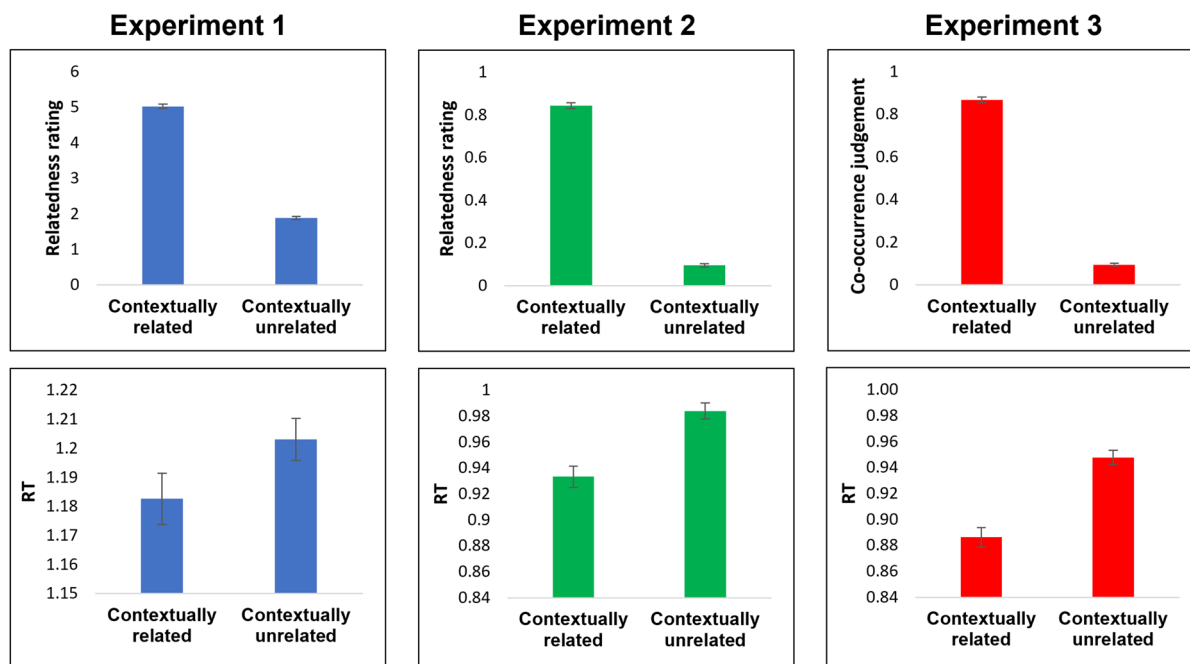 Experiment 1
Experiment 2
Experiment 3
Relatedness rating
6
5
4
3
2
1
0
Contextually related
Contextually unrelated
Relatedness rating
1
0.8
0.6
0.4
0.2
0
Contextually related
Contextually unrelated
Co-occurrence judgement
1
0.8
0.6
0.4
0.2
0
Contextually related
Contextually unrelated
RT
1.22
1.21
1.2
1.19
1.18
1.17
1.16
1.15
Contextually related
Contextually unrelated
RT
1
0.98
0.96
0.94
0.92
0.9
0.88
0.86
0.84
Contextually related
Contextually unrelated
RT
1.00
0.98
0.96
0.94
0.92
0.90
0.88
0.86
0.84
Contextually related
Contextually unrelated